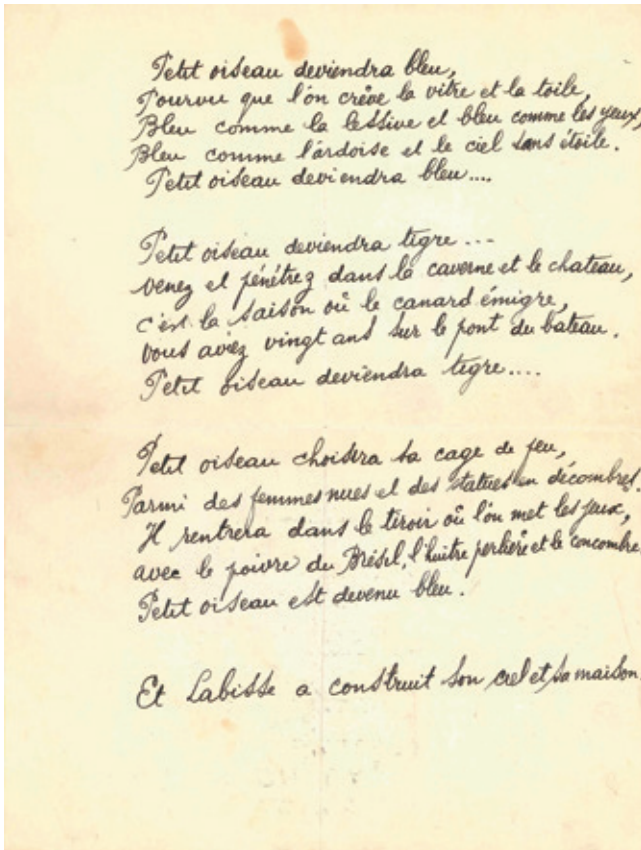 Petit oiseau deviendra bleu,
Pourvu que l'on crève la vitre et la toile,
Bleu comme la lessive et bleu comme les yeux,
Bleu comme l'ardoise et le ciel sans étoile.
Petit oiseau deviendra bleu....
Petit oiseau deviendra tigre...
venez et pénétrez dans la caverne et le chateau,
c'est la saison où le canard émigre,
vous avez vingt ans sur le pont du bateau.
Petit oiseau deviendra tigre....
Petit oiseau choisira sa cage de feu,
Parmi des femmes nues et des statues en décombres.
Il rentrera dans le tiroir où l'on met les jeux,
avec le poivre du Brésil, l'huitre perlière et le concombre
Petit oiseau est devenu bleu.
Et Labisse a construit son ciel et sa maison.